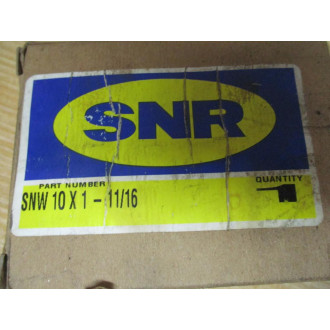 SNR
PART NUMBER
QUANTITY
SNW 10 X 1 - 11/16